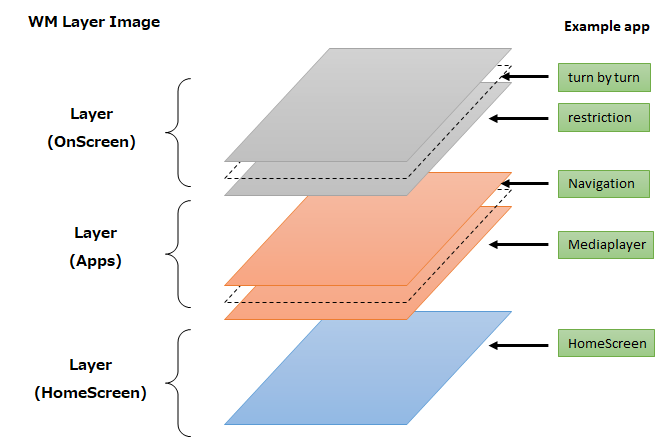 WM Layer Image
Example app
Layer
(OnScreen)
turn by turn
restriction
Layer
(Apps)
Navigation
Mediaplayer
Layer
(HomeScreen)
HomeScreen